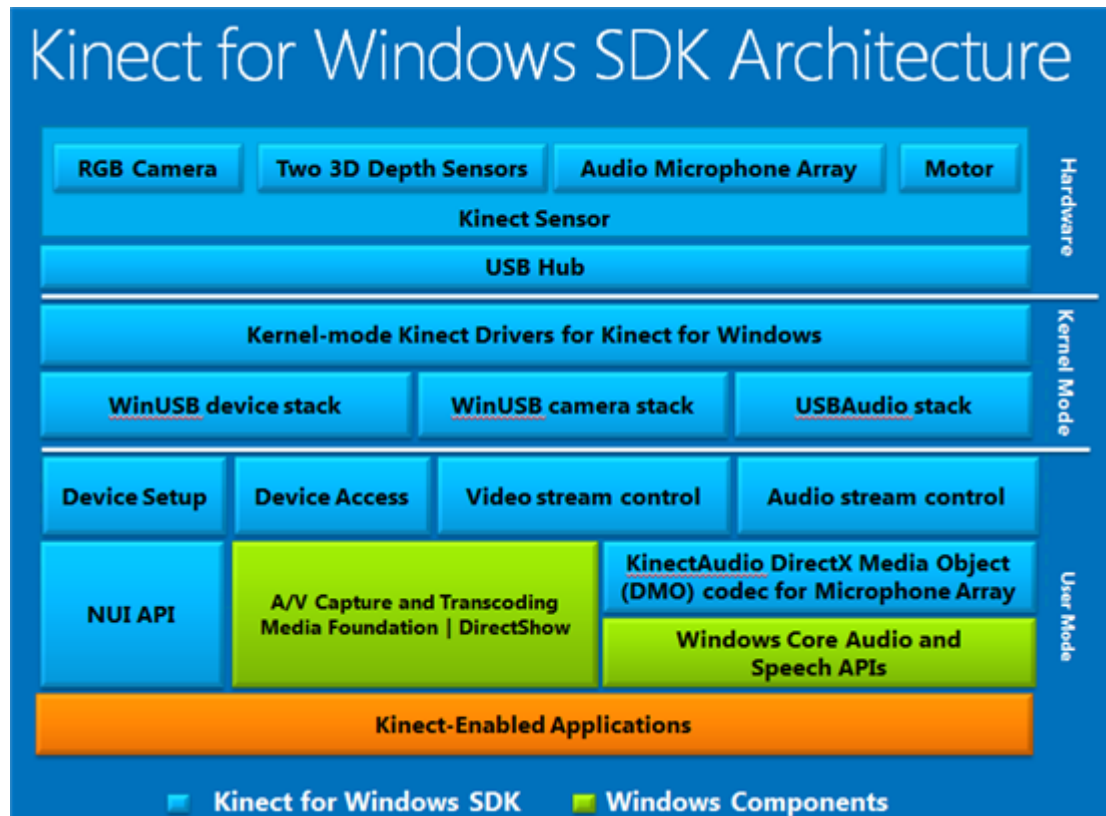 Kinect for Windows SDK Architecture
RGB Camera
Two 3D Depth Sensors
Audio Microphone Array
Motor
Kinect Sensor
USB Hub
Hardware
Kernel-mode Kinect Drivers for Kinect for Windows
WinUSB device stack
WinUSB camera stack
USBAudio stack
Kernel Mode
Device Setup
Device Access
Video stream control
Audio stream control
NUI API
A/V Capture and Transcoding
Media Foundation | DirectShow
KinectAudio DirectX Media Object
(DMO) codec for Microphone Array
Windows Core Audio and
Speech APIs
User Mode
Kinect-Enabled Applications
Kinect for Windows SDK
Windows Components